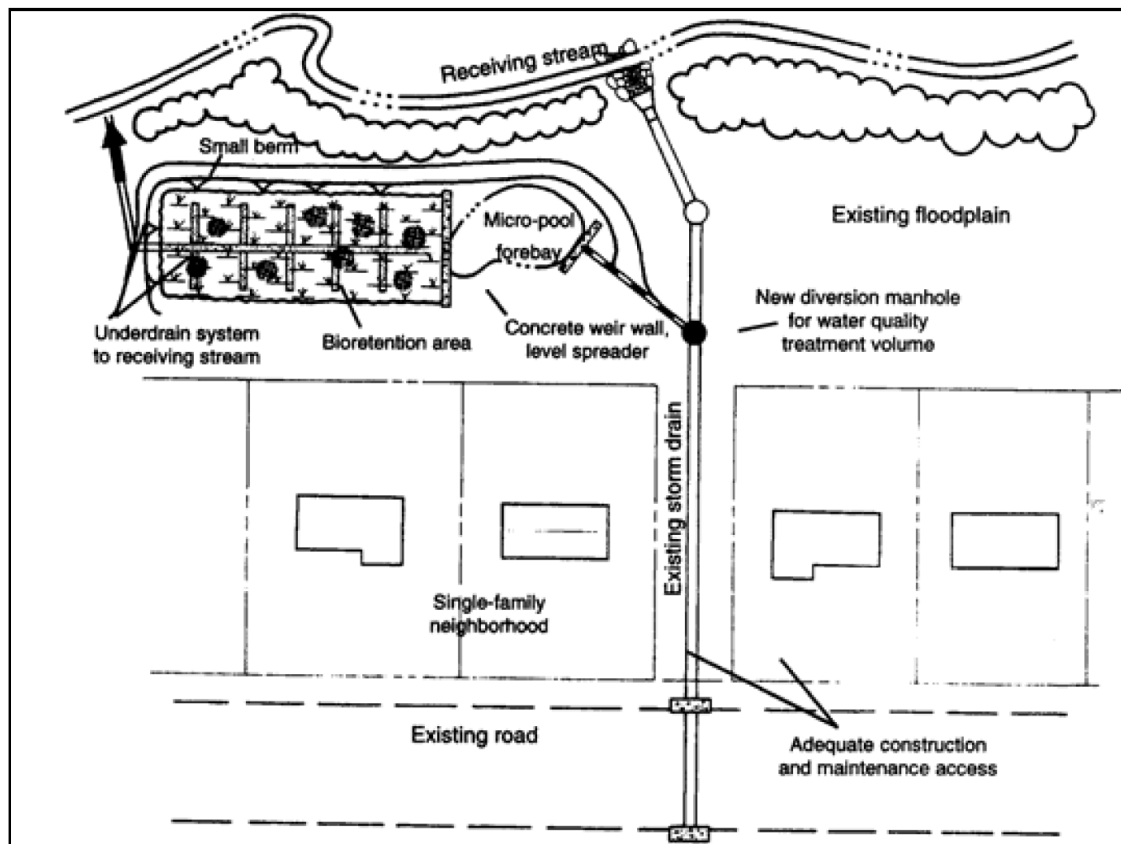 Receiving stream
Small berm
Micro-pool
forebay
Existing floodplain
New diversion manhole
for water quality
treatment volume
Underdrain system
to receiving stream
Bioretention area
Concrete weir wall,
level spreader
Existing storm drain
Single-family
neighborhood
Existing road
Adequate construction
and maintenance access